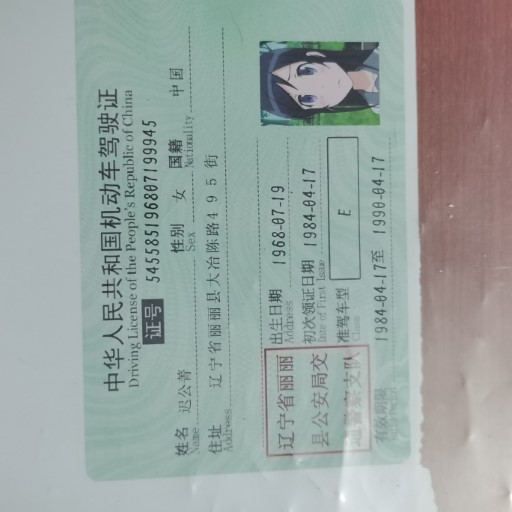 中华人民共和国机动车驾驶证
Driving License of the People's Republic of China
证号 545585196807199945
姓名 迟公善 性别 女 国籍 中国
Name Sex Nationality
住址 辽宁省丽丽县大冶陈路495街
Address
辽宁省丽丽
县公安局交
通警察支队
出生日期 1968-07-19
Address
初次领证日期 1984-04-17
Date of First Issue
准驾车型 E
Class
有效期限 1984-04-17至 1990-04-17